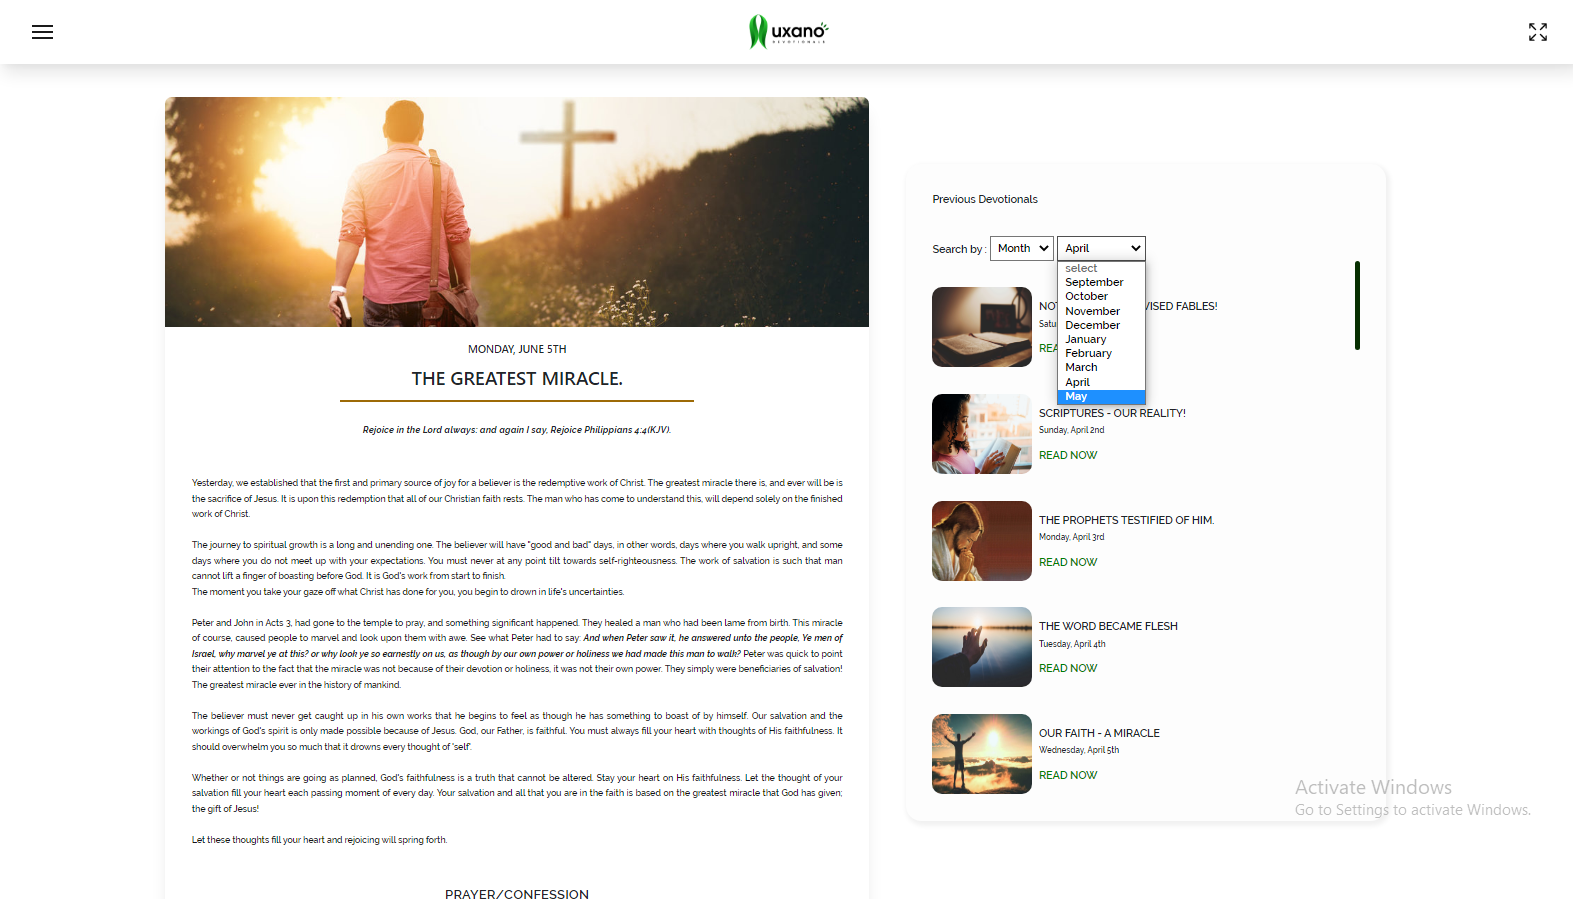 uxano
DEVOTIONALS
MONDAY, JUNE 5TH
THE GREATEST MIRACLE.
Rejoice in the Lord always: and again I say, Rejoice Philippians 4:4(KJV).
Yesterday, we established that the first and primary source of joy for a believer is the redemptive work of Christ. The greatest miracle there is, and ever will be is
the sacrifice of Jesus. It is upon this redemption that all of our Christian faith rests. The man who has come to understand this, will depend solely on the finished
work of Christ.
The journey to spiritual growth is a long and unending one. The believer will have "good and bad" days, in other words, days where you walk upright, and some
days where you do not meet up with your expectations. You must never at any point tilt towards self-righteousness. The work of salvation is such that man
cannot lift a finger of boasting before God. It is God's work from start to finish.
The moment you take your gaze off what Christ has done for you, you begin to drown in life's uncertainties.
Peter and John in Acts 3, had gone to the temple to pray, and something significant happened. They healed a man who had been lame from birth. This miracle
of course, caused people to marvel and look upon them with awe. See what Peter had to say: And when Peter saw it, he answered unto the people, Ye men of
Israel, why marvel ye at this? or why look ye so earnestly on us, as though by our own power or holiness we had made this man to walk? Peter was quick to point
their attention to the fact that the miracle was not because of their devotion or holiness, it was not their own power. They simply were beneficiaries of salvation!
The greatest miracle ever in the history of mankind.
The believer must never get caught up in his own works that he begins to feel as though he has something to boast of by himself. Our salvation and the
workings of God's spirit is only made possible because of Jesus. God, our Father, is faithful. You must always fill your heart with thoughts of His faithfulness. It
should overwhelm you so much that it drowns every thought of 'self'.
Whether or not things are going as planned, God's faithfulness is a truth that cannot be altered. Stay your heart on His faithfulness. Let the thought of your
salvation fill your heart each passing moment of every day. Your salvation and all that you are in the faith is based on the greatest miracle that God has given;
the gift of Jesus!
Let these thoughts fill your heart and rejoicing will spring forth.
PRAYER/CONFESSION
Previous Devotionals
Search by : Month April
select
September
October
November
December
January
February
March
April
May
FABLES!
SCRIPTURES - OUR REALITY!
Sunday, April 2nd
READ NOW
THE PROPHETS TESTIFIED OF HIM.
Monday, April 3rd
READ NOW
THE WORD BECAME FLESH
Tuesday, April 4th
READ NOW
OUR FAITH - A MIRACLE
Wednesday, April 5th
READ NOW
Activate Windows
Go to Settings to activate Windows.